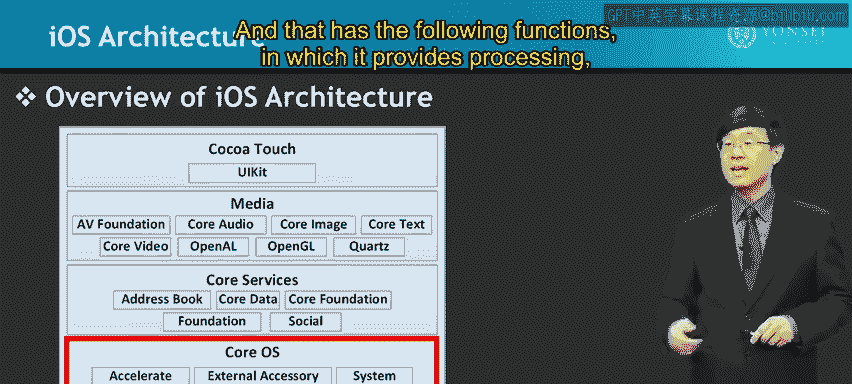 iOS Architecture
And that has the following functions,
in which it provides processing,
YONSEI
❖ Overview of iOS Architecture
Cocoa Touch
UIKit
Media
AV Foundation Core Audio Core Image Core Text
Core Video OpenAL OpenGL Quartz
Core Services
Address Book Core Data Core Foundation
Foundation Social
Core OS
Accelerate External Accessory System